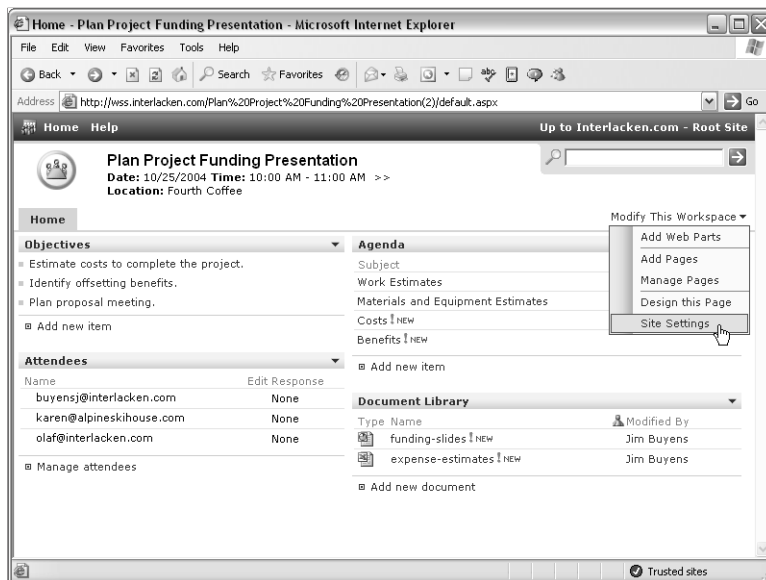 Home - Plan Project Funding Presentation - Microsoft Internet Explorer
File Edit View Favorites Tools Help
Back Search Favorites
Address http://wss.interlacken.com/Plan%20Project%20Funding%20Presentation(2)/default.aspx Go
Home Help Up to Interlacken.com - Root Site
Plan Project Funding Presentation
Date: 10/25/2004 Time: 10:00 AM - 11:00 AM >>
Location: Fourth Coffee
Home
Modify This Workspace
Add Web Parts
Add Pages
Manage Pages
Design this Page
Site Settings
Objectives
Estimate costs to complete the project.
Identify offsetting benefits.
Plan proposal meeting.
Add new item
Attendees
Name Edit Response
buyensj@interlacken.com None
karen@alpineskihouse.com None
olaf@interlacken.com None
Manage attendees
Agenda
Subject
Work Estimates
Materials and Equipment Estimates
Costs ! NEW
Benefits ! NEW
Add new item
Document Library
Type Name Modified By
funding-slides ! NEW Jim Buyens
expense-estimates ! NEW Jim Buyens
Add new document
Trusted sites